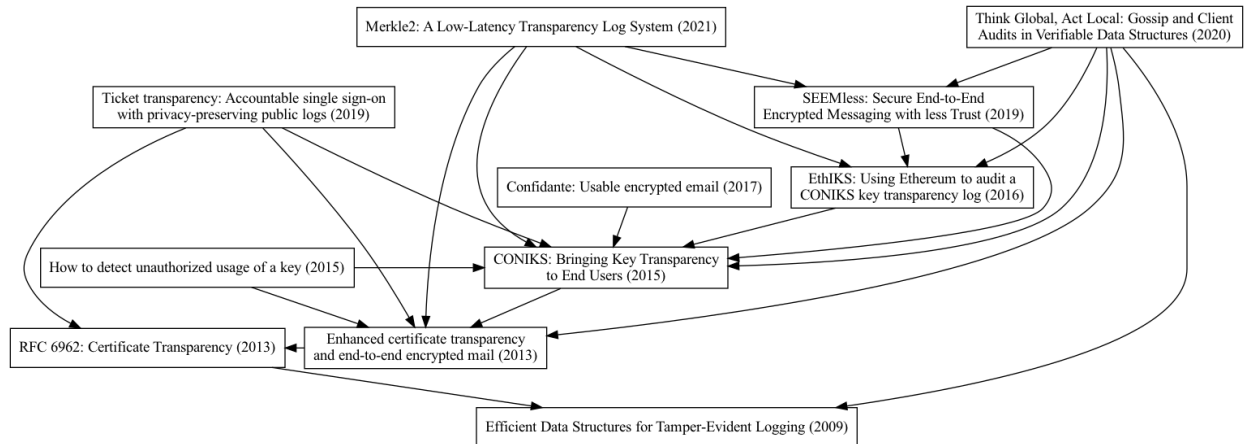 Merkle2: A Low-Latency Transparency Log System (2021)
Think Global, Act Local: Gossip and Client
Audits in Verifiable Data Structures (2020)
Ticket transparency: Accountable single sign-on
with privacy-preserving public logs (2019)
SEEMless: Secure End-to-End
Encrypted Messaging with less Trust (2019)
Confidante: Usable encrypted email (2017)
EthIKS: Using Ethereum to audit a
CONIKS key transparency log (2016)
How to detect unauthorized usage of a key (2015)
CONIKS: Bringing Key Transparency
to End Users (2015)
RFC 6962: Certificate Transparency (2013)
Enhanced certificate transparency
and end-to-end encrypted mail (2013)
Efficient Data Structures for Tamper-Evident Logging (2009)